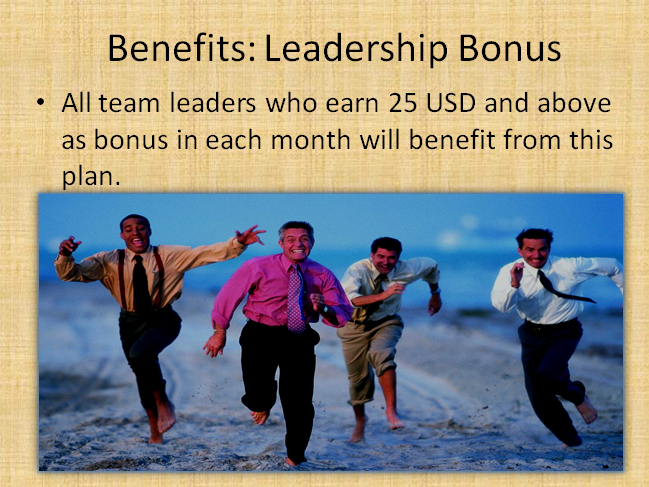 Benefits: Leadership Bonus
• All team leaders who earn 25 USD and above
as bonus in each month will benefit from this
plan.